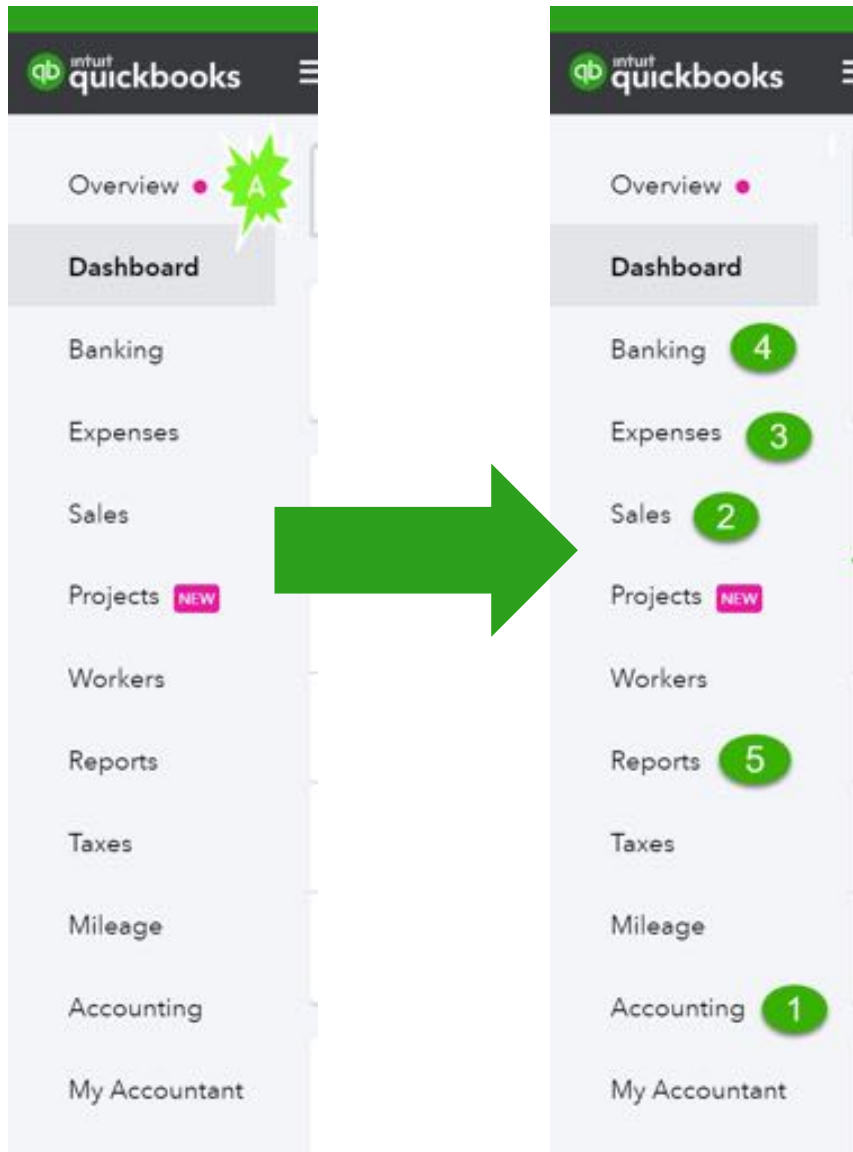 intuit
quickbooks
Overview
A
Dashboard
Banking
Expenses
Sales
Projects NEW
Workers
Reports
Taxes
Mileage
Accounting
My Accountant
intuit
quickbooks
Overview
Dashboard
Banking 4
Expenses 3
Sales 2
Projects NEW
Workers
Reports 5
Taxes
Mileage
Accounting 1
My Accountant